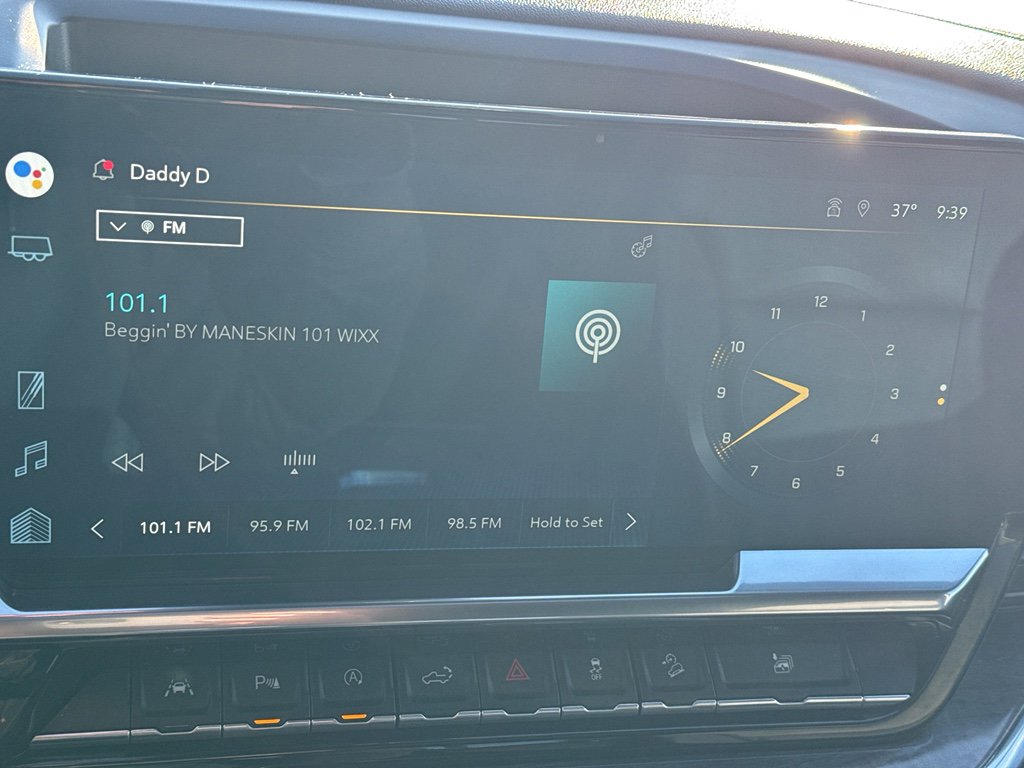 Daddy D
37° 9:39
FM
101.1
Beggin' BY MANESKIN 101 WIXX
12
11 1
10 2
9 3
8 4
7 5
6
101.1 FM 95.9 FM 102.1 FM 98.5 FM Hold to Set
P A OFF